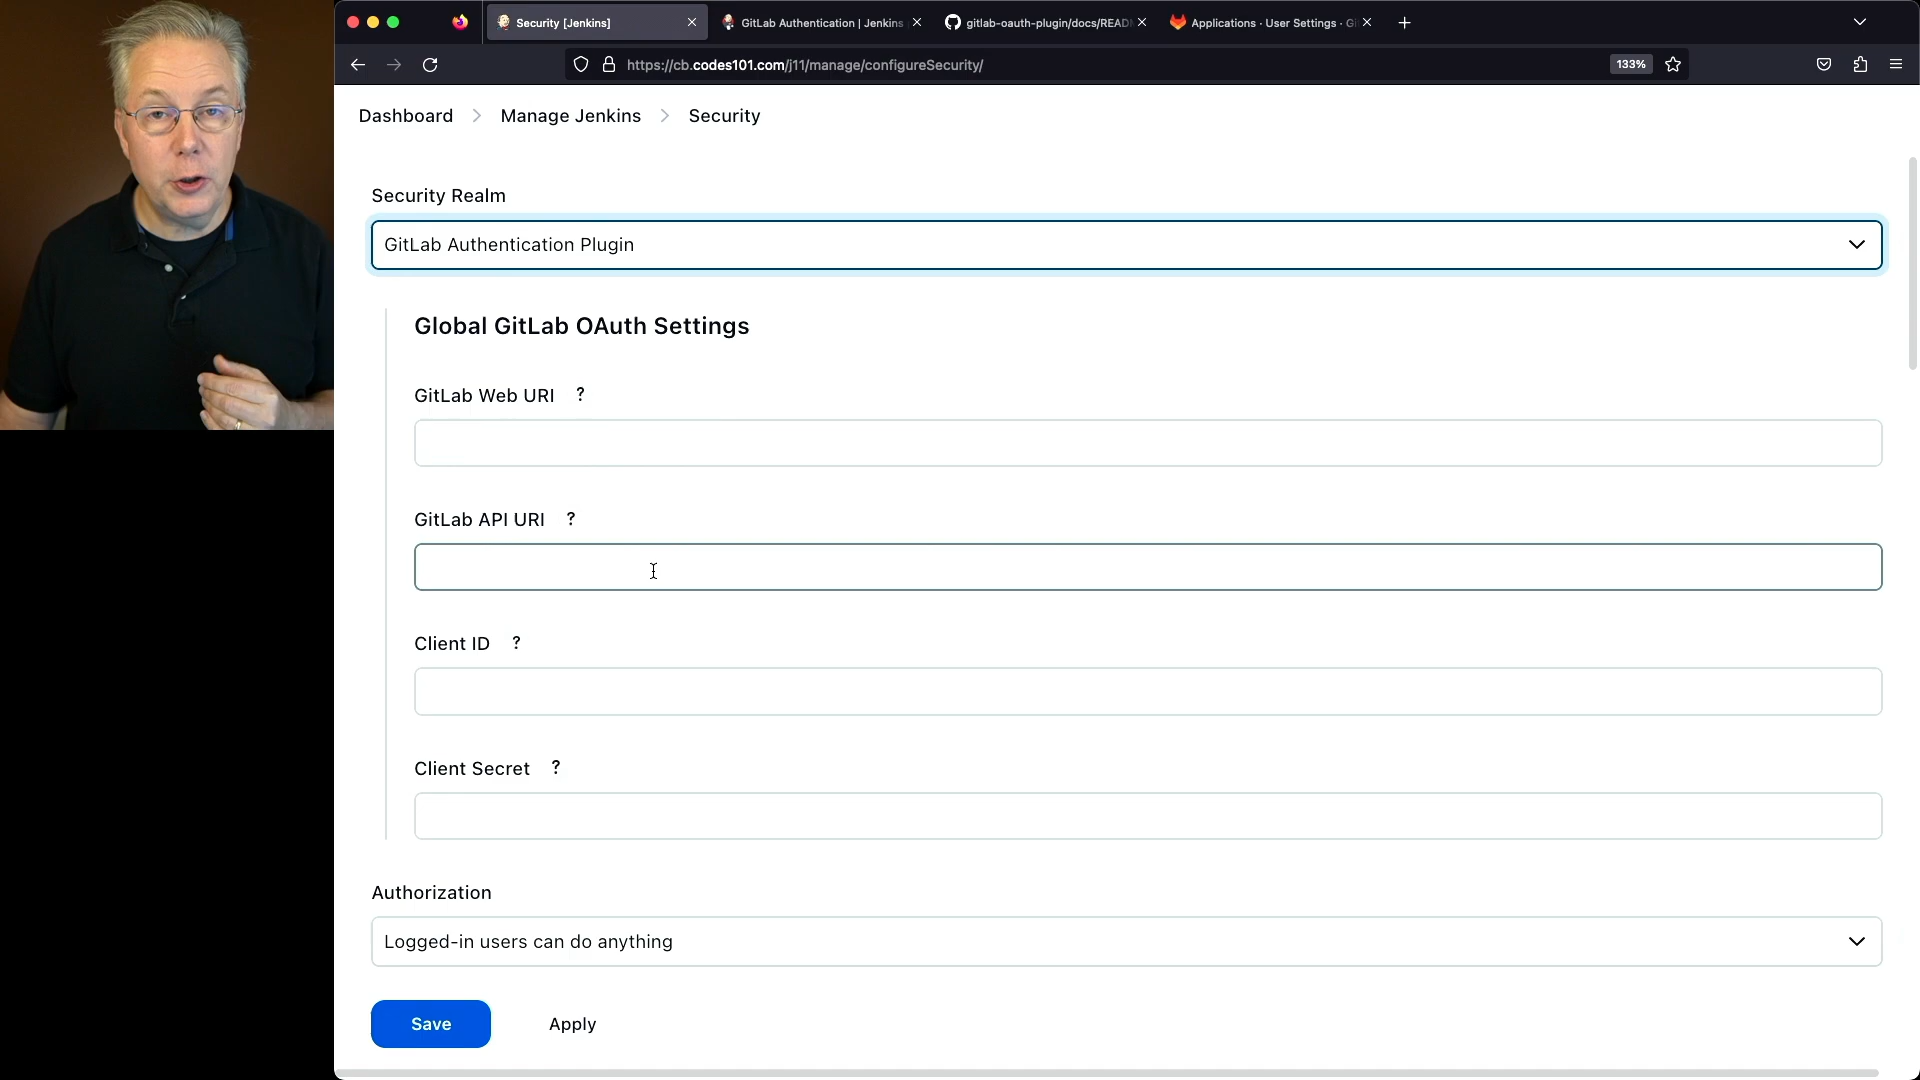 Security [Jenkins]
GitLab Authentication | Jenkins
gitlab-oauth-plugin/docs/READ
Applications · User Settings · Gi
https://cb.codes101.com/j11/manage/configureSecurity/
133%
Dashboard
Manage Jenkins
Security
Security Realm
GitLab Authentication Plugin
Global GitLab OAuth Settings
GitLab Web URI ?
GitLab API URI ?
Client ID ?
Client Secret ?
Authorization
Logged-in users can do anything
Save
Apply